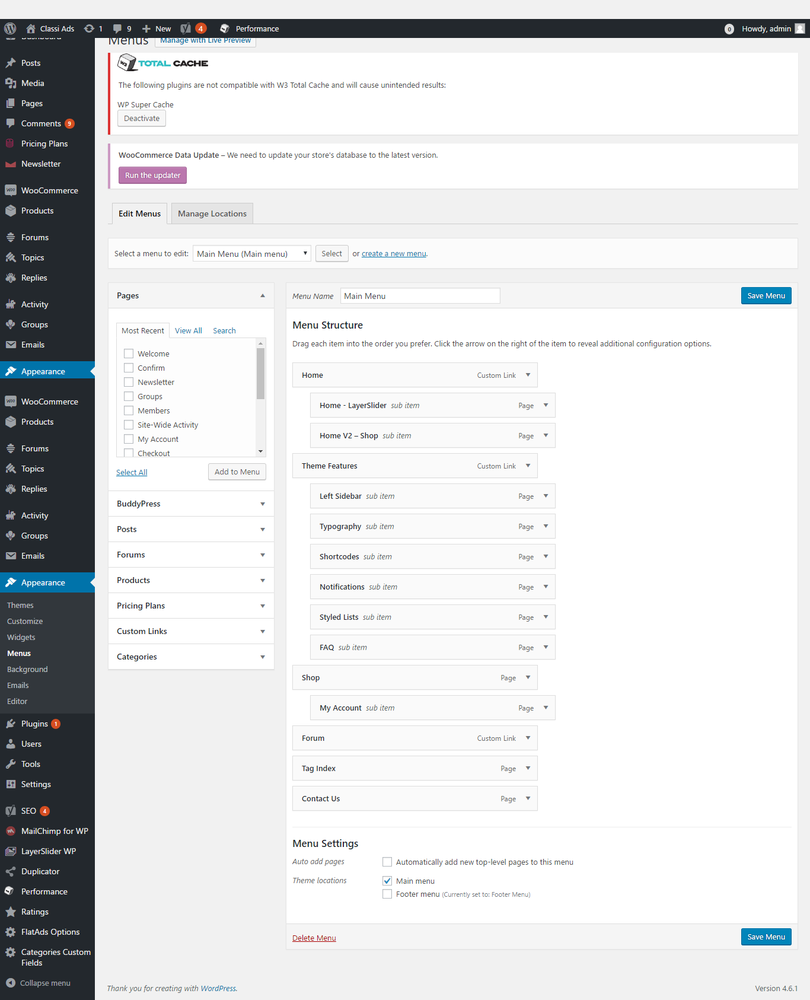 Classi Ads
1
9
New
4
Performance
0
Howdy, admin
Dashboard
Posts
Media
Pages
Comments 9
Pricing Plans
Newsletter
WooCommerce
Products
Forums
Topics
Replies
Activity
Groups
Emails
Appearance
WooCommerce
Products
Forums
Topics
Replies
Activity
Groups
Emails
Appearance
Themes
Customize
Widgets
Menus
Background
Emails
Editor
Plugins 1
Users
Tools
Settings
SEO 4
MailChimp for WP
LayerSlider WP
Duplicator
Performance
Ratings
FlatAds Options
Categories Custom
Fields
Collapse menu
Menus
Manage with Live Preview
W3 TOTAL CACHE
The following plugins are not compatible with W3 Total Cache and will cause unintended results:
WP Super Cache
Deactivate
WooCommerce Data Update – We need to update your store's database to the latest version.
Run the updater
Edit Menus
Manage Locations
Select a menu to edit: Main Menu (Main menu) Select or create a new menu.
Pages
Most Recent View All Search
Welcome
Confirm
Newsletter
Groups
Members
Site-Wide Activity
My Account
Checkout
Select All
Add to Menu
BuddyPress
Posts
Forums
Products
Pricing Plans
Custom Links
Categories
Menu Name Main Menu
Save Menu
Menu Structure
Drag each item into the order you prefer. Click the arrow on the right of the item to reveal additional configuration options.
Home Custom Link
Home - LayerSlider sub item Page
Home V2 – Shop sub item Page
Theme Features Custom Link
Left Sidebar sub item Page
Typography sub item Page
Shortcodes sub item Page
Notifications sub item Page
Styled Lists sub item Page
FAQ sub item Page
Shop Page
My Account sub item Page
Forum Custom Link
Tag Index Page
Contact Us Page
Menu Settings
Auto add pages Automatically add new top-level pages to this menu
Theme locations Main menu
Footer menu (Currently set to: Footer Menu)
Delete Menu
Save Menu
Thank you for creating with WordPress.
Version 4.6.1